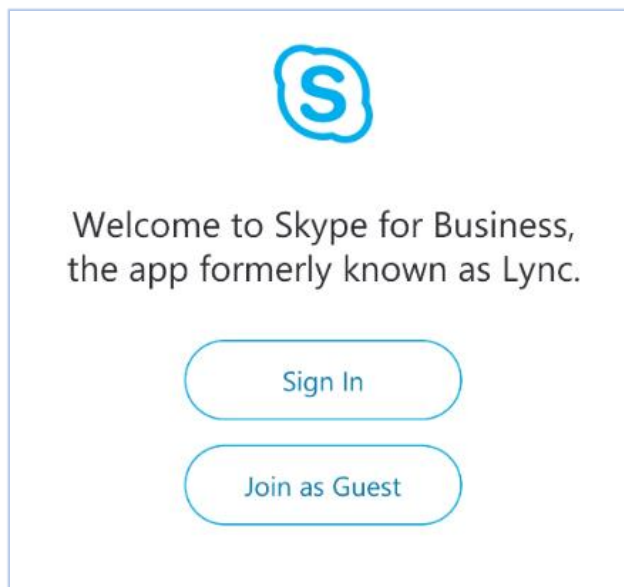 S
Welcome to Skype for Business,
the app formerly known as Lync.
Sign In
Join as Guest